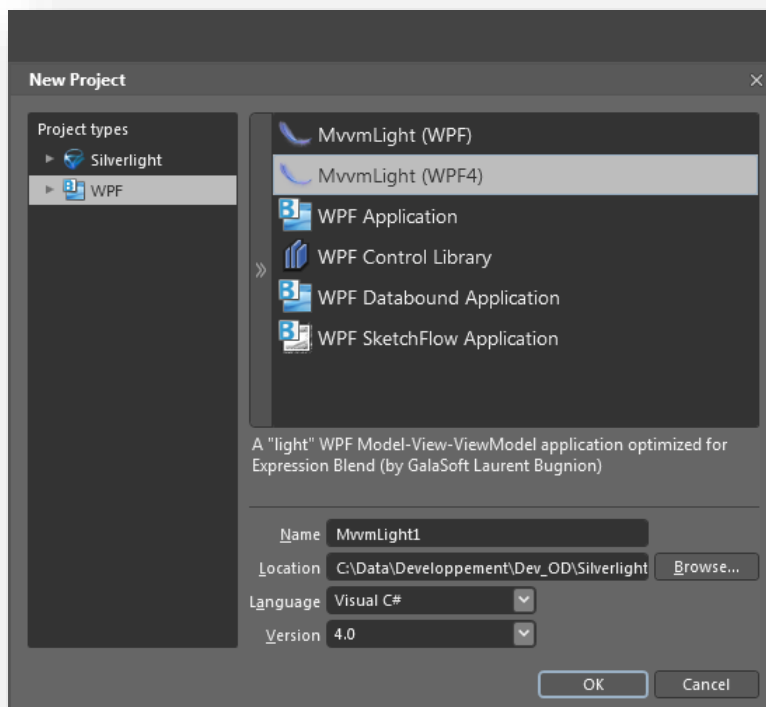 New Project
Project types
Silverlight
WPF
MvvmLight (WPF)
MvvmLight (WPF4)
WPF Application
WPF Control Library
WPF Databound Application
WPF SketchFlow Application
A "light" WPF Model-View-ViewModel application optimized for
Expression Blend (by GalaSoft Laurent Bugnion)
Name MvvmLight1
Location C:\Data\Developpement\Dev_OD\Silverlight Browse...
Language Visual C#
Version 4.0
OK Cancel